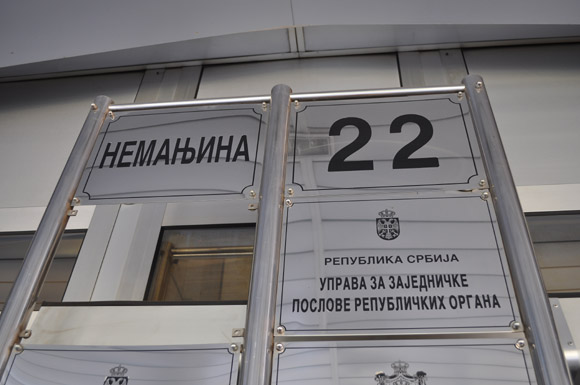 НЕМАЊИНА
22
РЕПУБЛИКА СРБИЈА
УПРАВА ЗА ЗАЈЕДНИЧКЕ
ПОСЛОВЕ РЕПУБЛИЧКИХ ОРГАНА